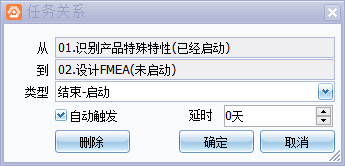 任务关系
从 01.识别产品特殊特性(已经启动)
到 02.设计FMEA(未启动)
类型 结束-启动
自动触发 延时 0天
删除 确定 取消